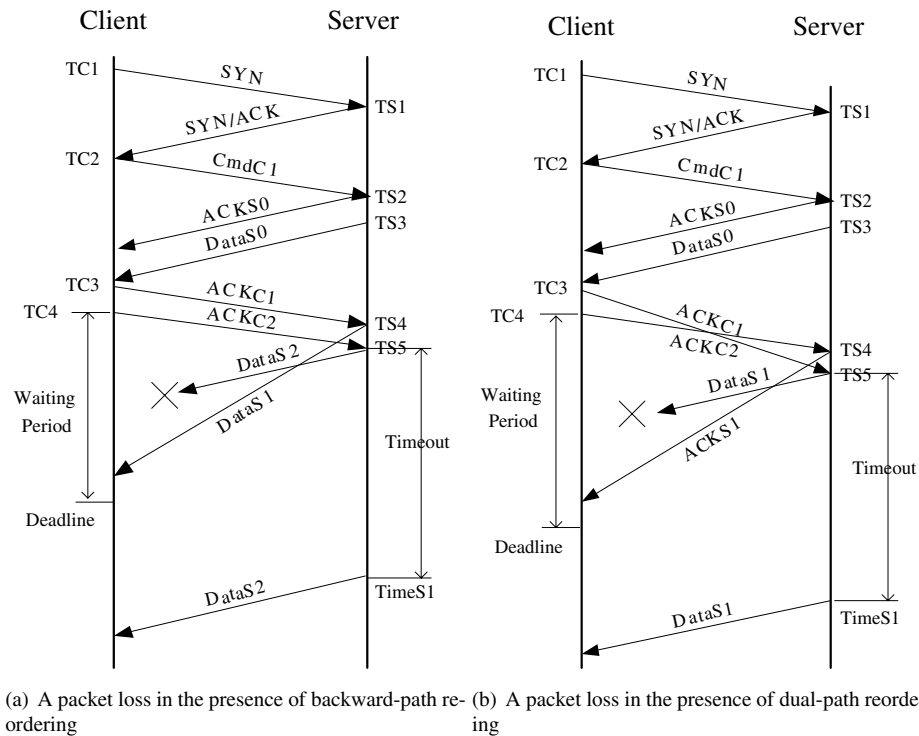 Client
Server
TC1
SYN
TS1
SYN/ACK
TC2
CmdC1
TS2
ACKS0
TS3
DataS0
TC3
ACKC1
TC4
ACKC2
TS4
TS5
DataS2
Waiting
Period
DataS1
Timeout
Deadline
DataS2
TimeS1
(a) A packet loss in the presence of backward-path re-
ordering
Client
Server
TC1
SYN
TS1
SYN/ACK
TC2
CmdC1
TS2
ACKS0
TS3
DataS0
TC3
TC4
ACKC1
ACKC2
TS4
TS5
DataS1
Waiting
Period
ACKS1
Timeout
Deadline
DataS1
TimeS1
(b) A packet loss in the presence of dual-path reorde
ing